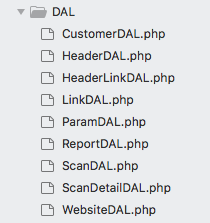 DAL
CustomerDAL.php
HeaderDAL.php
HeaderLinkDAL.php
LinkDAL.php
ParamDAL.php
ReportDAL.php
ScanDAL.php
ScanDetailDAL.php
WebsiteDAL.php